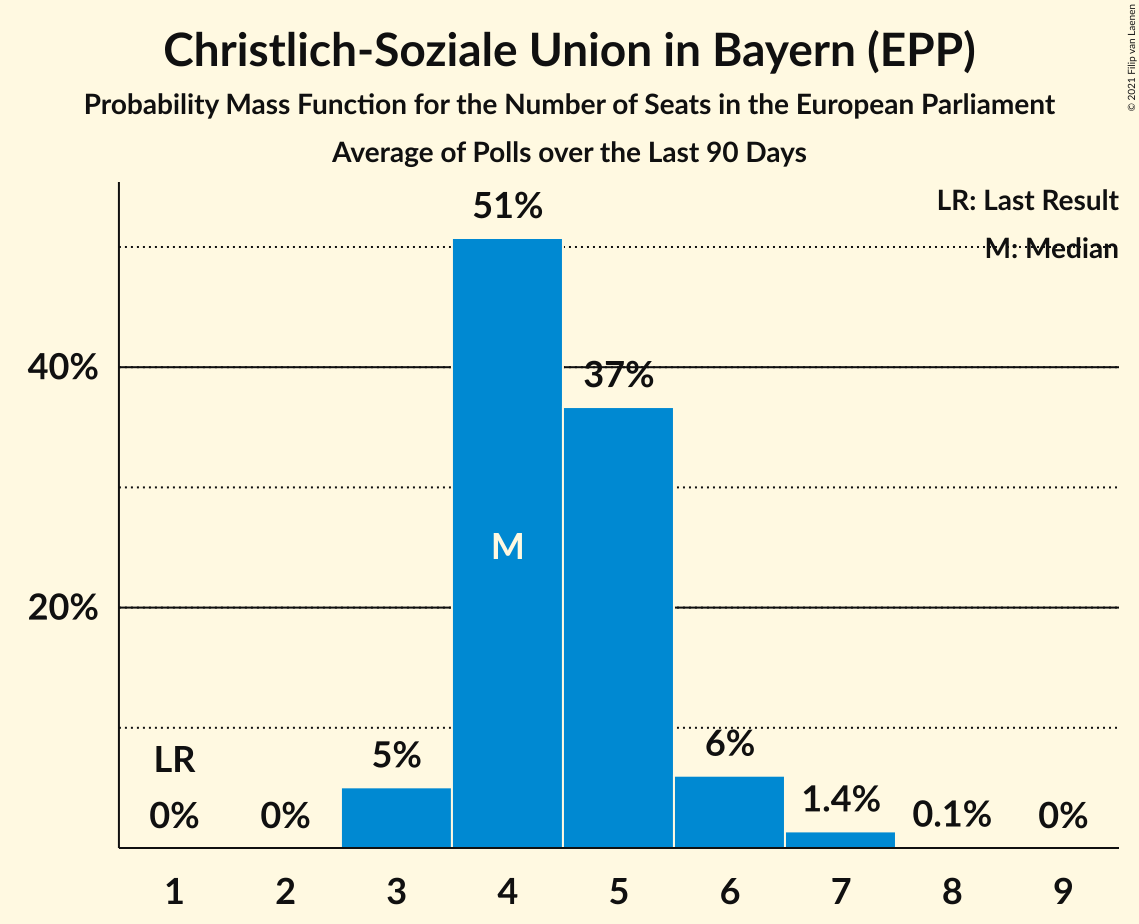 Christlich-Soziale Union in Bayern (EPP)
Probability Mass Function for the Number of Seats in the European Parliament
Average of Polls over the Last 90 Days
© 2021 Filip van Laenen
LR: Last Result
M: Median
51%
40%
37%
M
20%
LR
0%
0%
5%
6%
1.4%
0.1%
0%
1 2 3 4 5 6 7 8 9